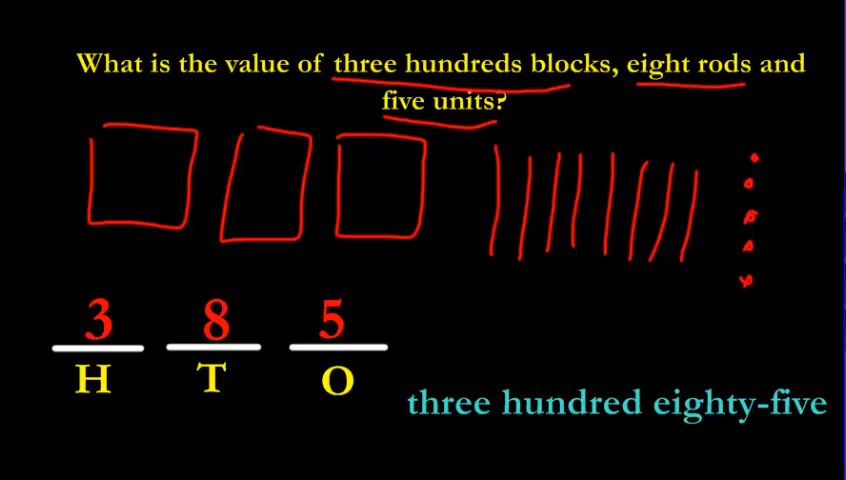 What is the value of three hundreds blocks, eight rods and
five units?
3 8 5
H T O
three hundred eighty-five